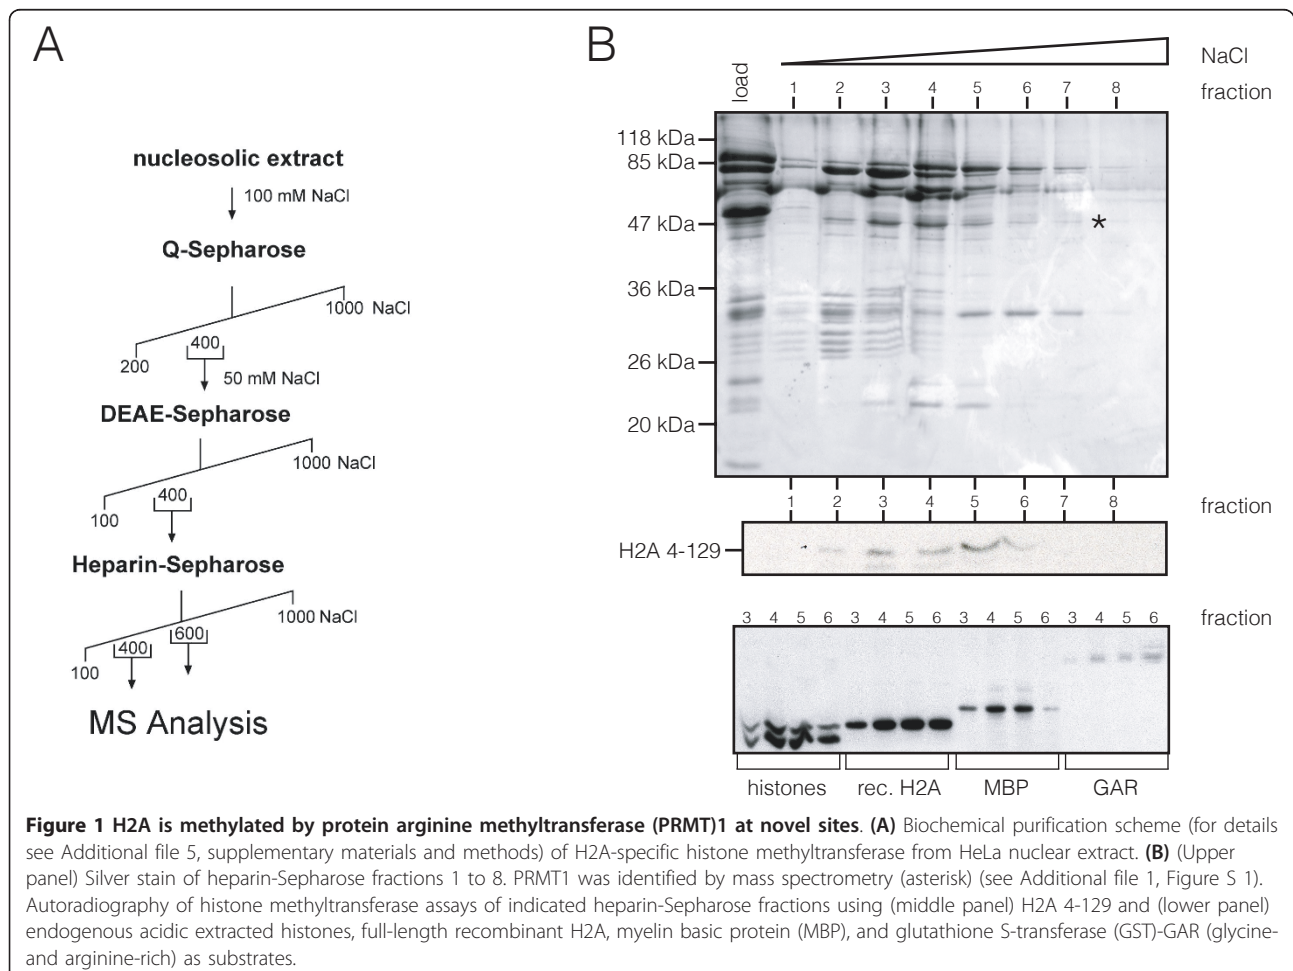 A
nucleosolic extract
100 mM NaCl
Q-Sepharose
1000 NaCl
400
200
50 mM NaCl
DEAE-Sepharose
1000 NaCl
400
100
Heparin-Sepharose
1000 NaCl
600
400
100
MS Analysis
B
NaCl
load 1 2 3 4 5 6 7 8 fraction
118 kDa
85 kDa
47 kDa *
36 kDa
26 kDa
20 kDa
1 2 3 4 5 6 7 8 fraction
H2A 4-129
3 4 5 6 3 4 5 6 3 4 5 6 3 4 5 6 fraction
histones rec. H2A MBP GAR
Figure 1 H2A is methylated by protein arginine methyltransferase (PRMT)1 at novel sites. (A) Biochemical purification scheme (for details
see Additional file 5, supplementary materials and methods) of H2A-specific histone methyltransferase from HeLa nuclear extract. (B) (Upper
panel) Silver stain of heparin-Sepharose fractions 1 to 8. PRMT1 was identified by mass spectrometry (asterisk) (see Additional file 1, Figure S 1).
Autoradiography of histone methyltransferase assays of indicated heparin-Sepharose fractions using (middle panel) H2A 4-129 and (lower panel)
endogenous acidic extracted histones, full-length recombinant H2A, myelin basic protein (MBP), and glutathione S-transferase (GST)-GAR (glycine-
and arginine-rich) as substrates.